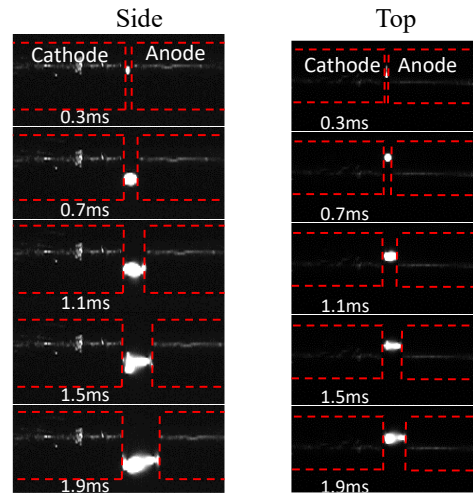 Side
Cathode Anode
0.3ms
0.7ms
1.1ms
1.5ms
1.9ms
Top
Cathode Anode
0.3ms
0.7ms
1.1ms
1.5ms
1.9ms